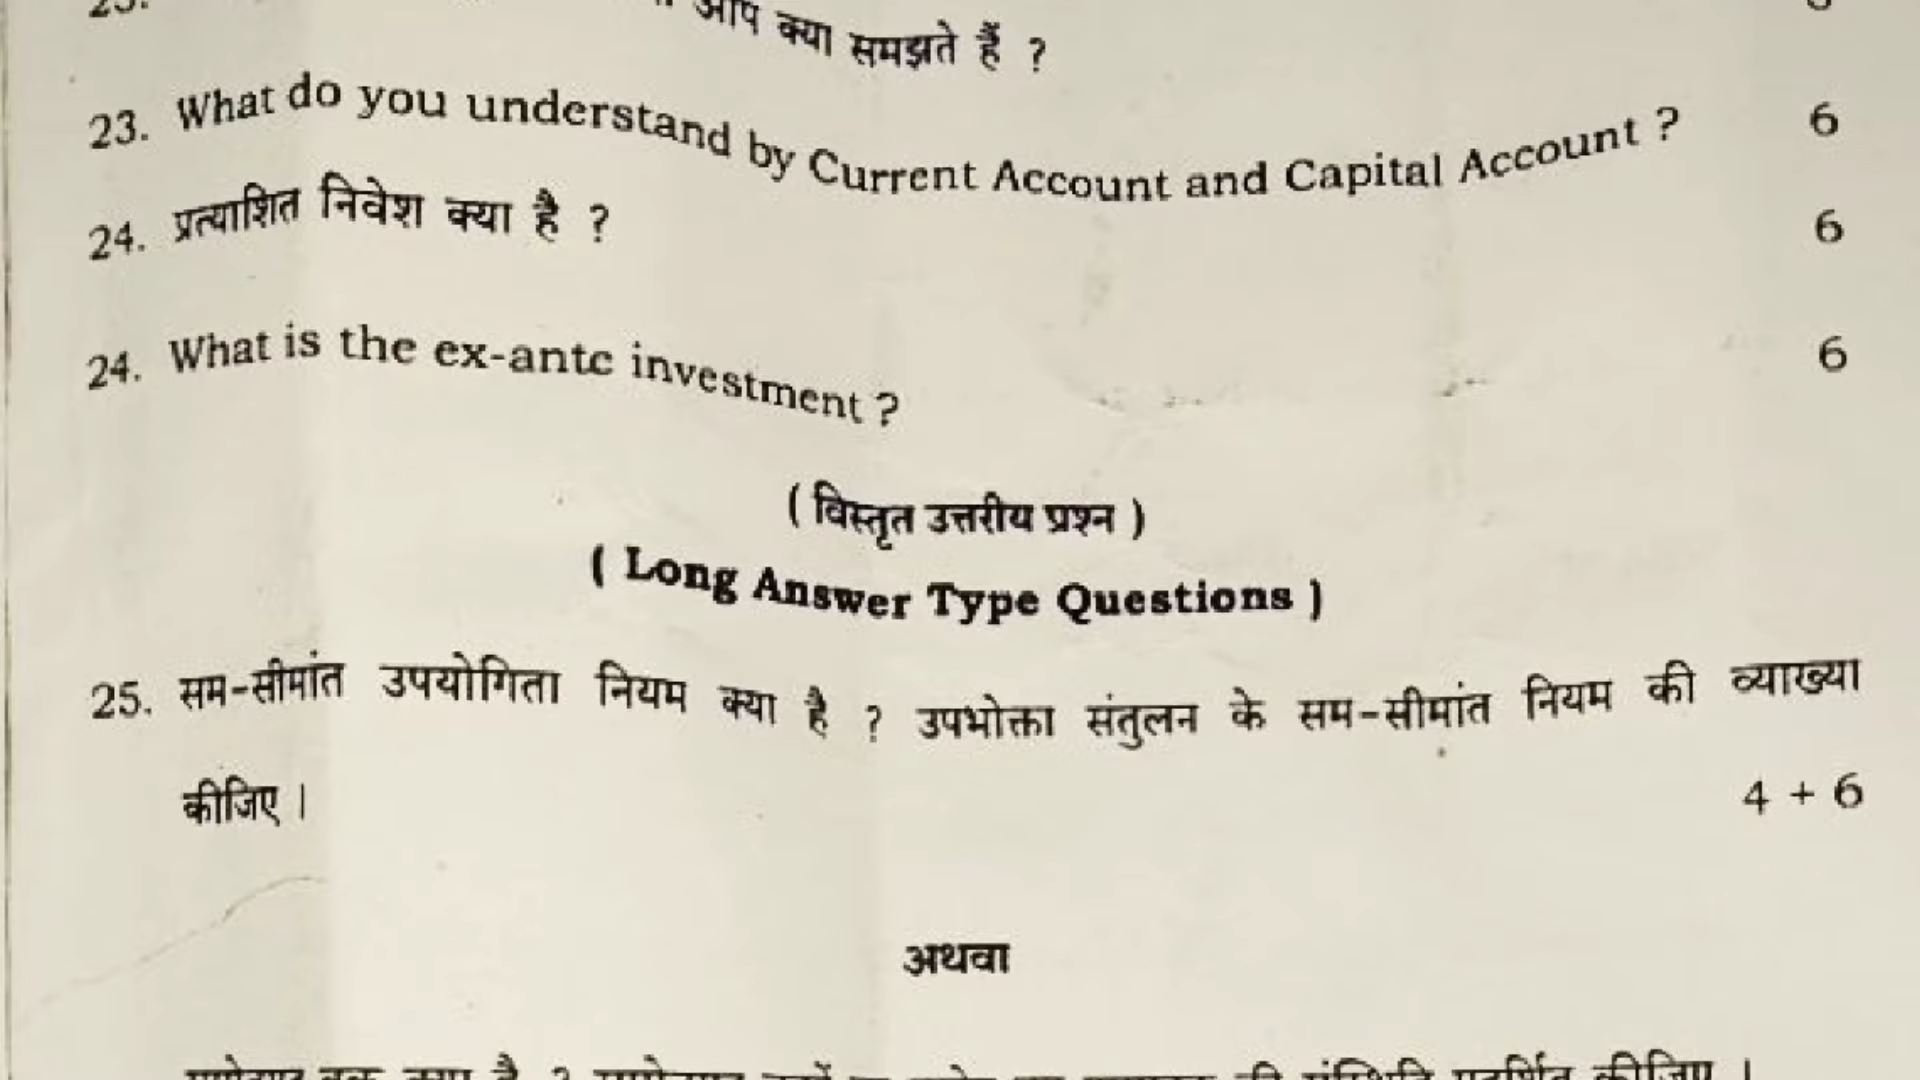 आप क्या समझते हैं ?
23. What do you understand by Current Account and Capital Account ? 6
24. प्रत्याशित निवेश क्या है ? 6
24. What is the ex-ante investment ? 6
( विस्तृत उत्तरीय प्रश्न )
( Long Answer Type Questions )
25. सम-सीमांत उपयोगिता नियम क्या है ? उपभोक्ता संतुलन के सम-सीमांत नियम की व्याख्या
कीजिए । 4 + 6
अथवा
क्या है ? की कीजिए ।